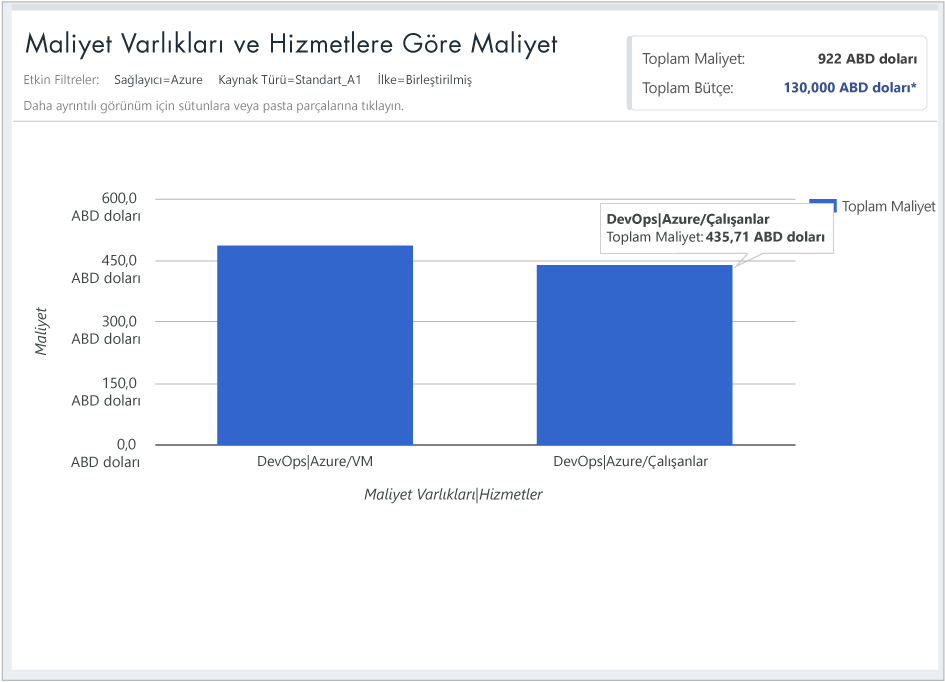 Maliyet Varlıkları ve Hizmetlere Göre Maliyet
Etkin Filtreler: Sağlayıcı=Azure Kaynak Türü=Standart_A1 İlke=Birleştirilmiş
Daha ayrıntılı görünüm için sütunlara veya pasta parçalarına tıklayın.
Toplam Maliyet: 922 ABD doları
Toplam Bütçe: 130,000 ABD doları*
600,0
ABD doları
450,0
ABD doları
300,0
ABD doları
150,0
ABD doları
0,0
ABD doları
Maliyet
DevOps|Azure/Çalışanlar
Toplam Maliyet: 435,71 ABD doları
Toplam Maliyet
DevOps|Azure/VM
DevOps|Azure/Çalışanlar
Maliyet Varlıkları|Hizmetler